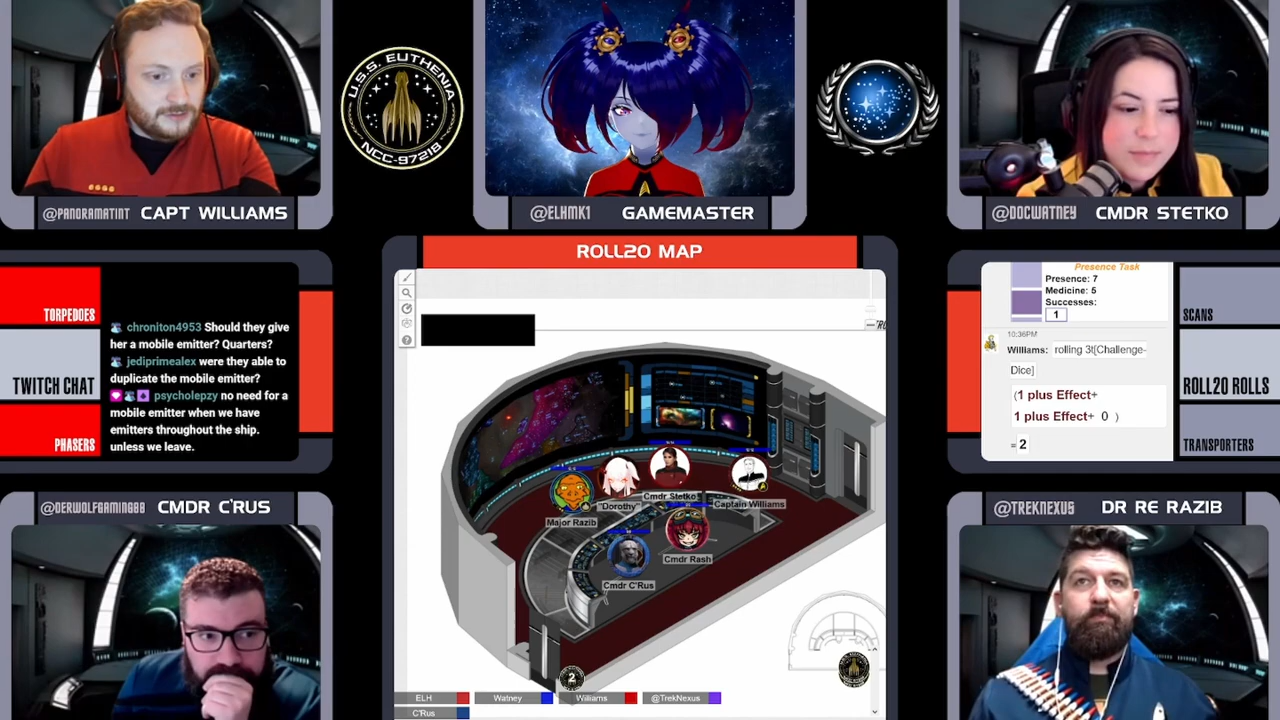 U.S.S. EUTHENIA
NCC-97218
@PANORAMATINT CAPT WILLIAMS
@ELHMK1 GAMEMASTER
@DOCWATNEY CMDR STETKO
TORPEDOES
TWITCH CHAT
PHASERS
chroniton4953 Should they give
her a mobile emitter? Quarters?
jediprimealex were they able to
duplicate the mobile emitter?
psycholepzy no need for a
mobile emitter when we have
emitters throughout the ship.
unless we leave.
ROLL20 MAP
Major Razib
"Dorothy"
Cmdr Stetko
Captain Williams
Cmdr Rash
Cmdr C'Rus
2
ELH
Watney
Williams
@TrekNexus
C'Rus
Presence Task
Presence: 7
Medicine: 5
Successes:
1
10:36PM
Williams: rolling 3t[Challenge-
Dice]
(1 plus Effect+
1 plus Effect+ 0 )
=2
SCANS
ROLL20 ROLLS
TRANSPORTERS
@DERWOLFGAMING88 CMDR C'RUS
@TREKNEXUS DR RE RAZIB